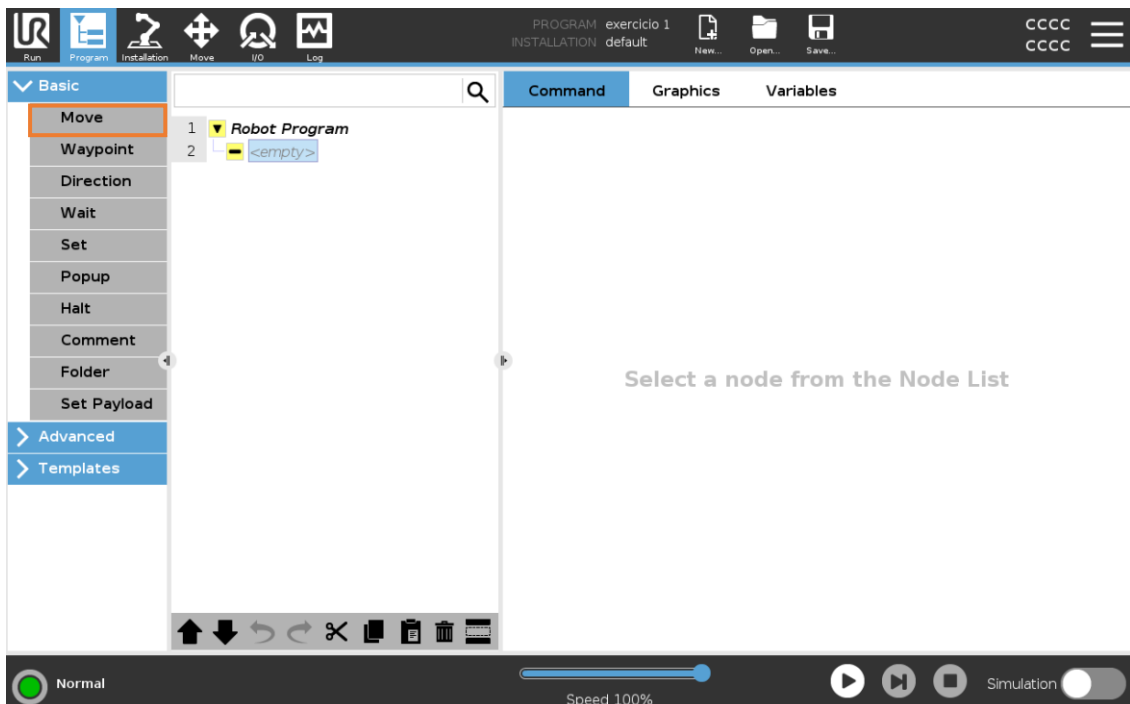 PROGRAM exercicio 1
INSTALLATION default
New... Open... Save...
CCCC
CCCC
Run Program Installation Move I/O Log
Basic
Move
Waypoint
Direction
Wait
Set
Popup
Halt
Comment
Folder
Set Payload
Advanced
Templates
1 Robot Program
2 <empty>
Command Graphics Variables
Select a node from the Node List
Normal
Speed 100%
Simulation